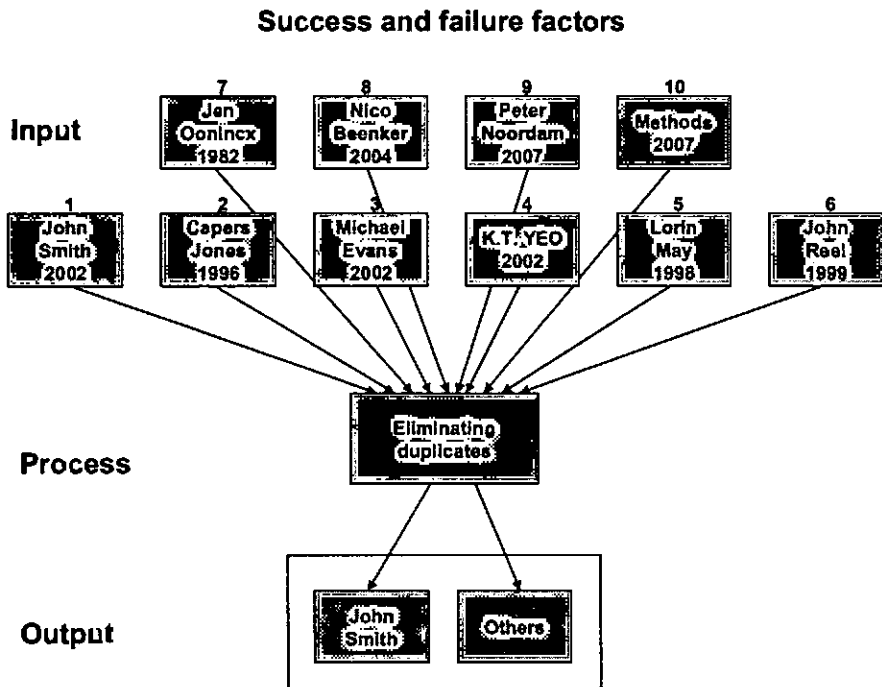 Success and failure factors
Input
7
Jan
Oonincx
1982
8
Nico
Beenker
2004
9
Peter
Noordam
2007
10
Methods
2007
1
John
Smith
2002
2
Capers
Jones
1996
3
Michael
Evans
2002
4
K.T. YEO
2002
5
Lorin
May
1998
6
John
Reel
1999
Process
Eliminating
duplicates
Output
John
Smith
Others